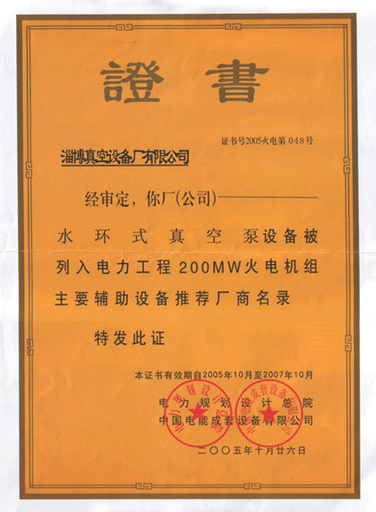 證書
证书号2005火电第048号
淄博真空设备厂有限公司
经审定，你厂(公司)
水环式真空泵设备被
列入电力工程200MW火电机组
主要辅助设备推荐厂商名录
特发此证
本证书有效期自2005年10月至2007年10月
电力规划设计总院
中国电能成套设备有限公司
二〇〇五年十月廿六日